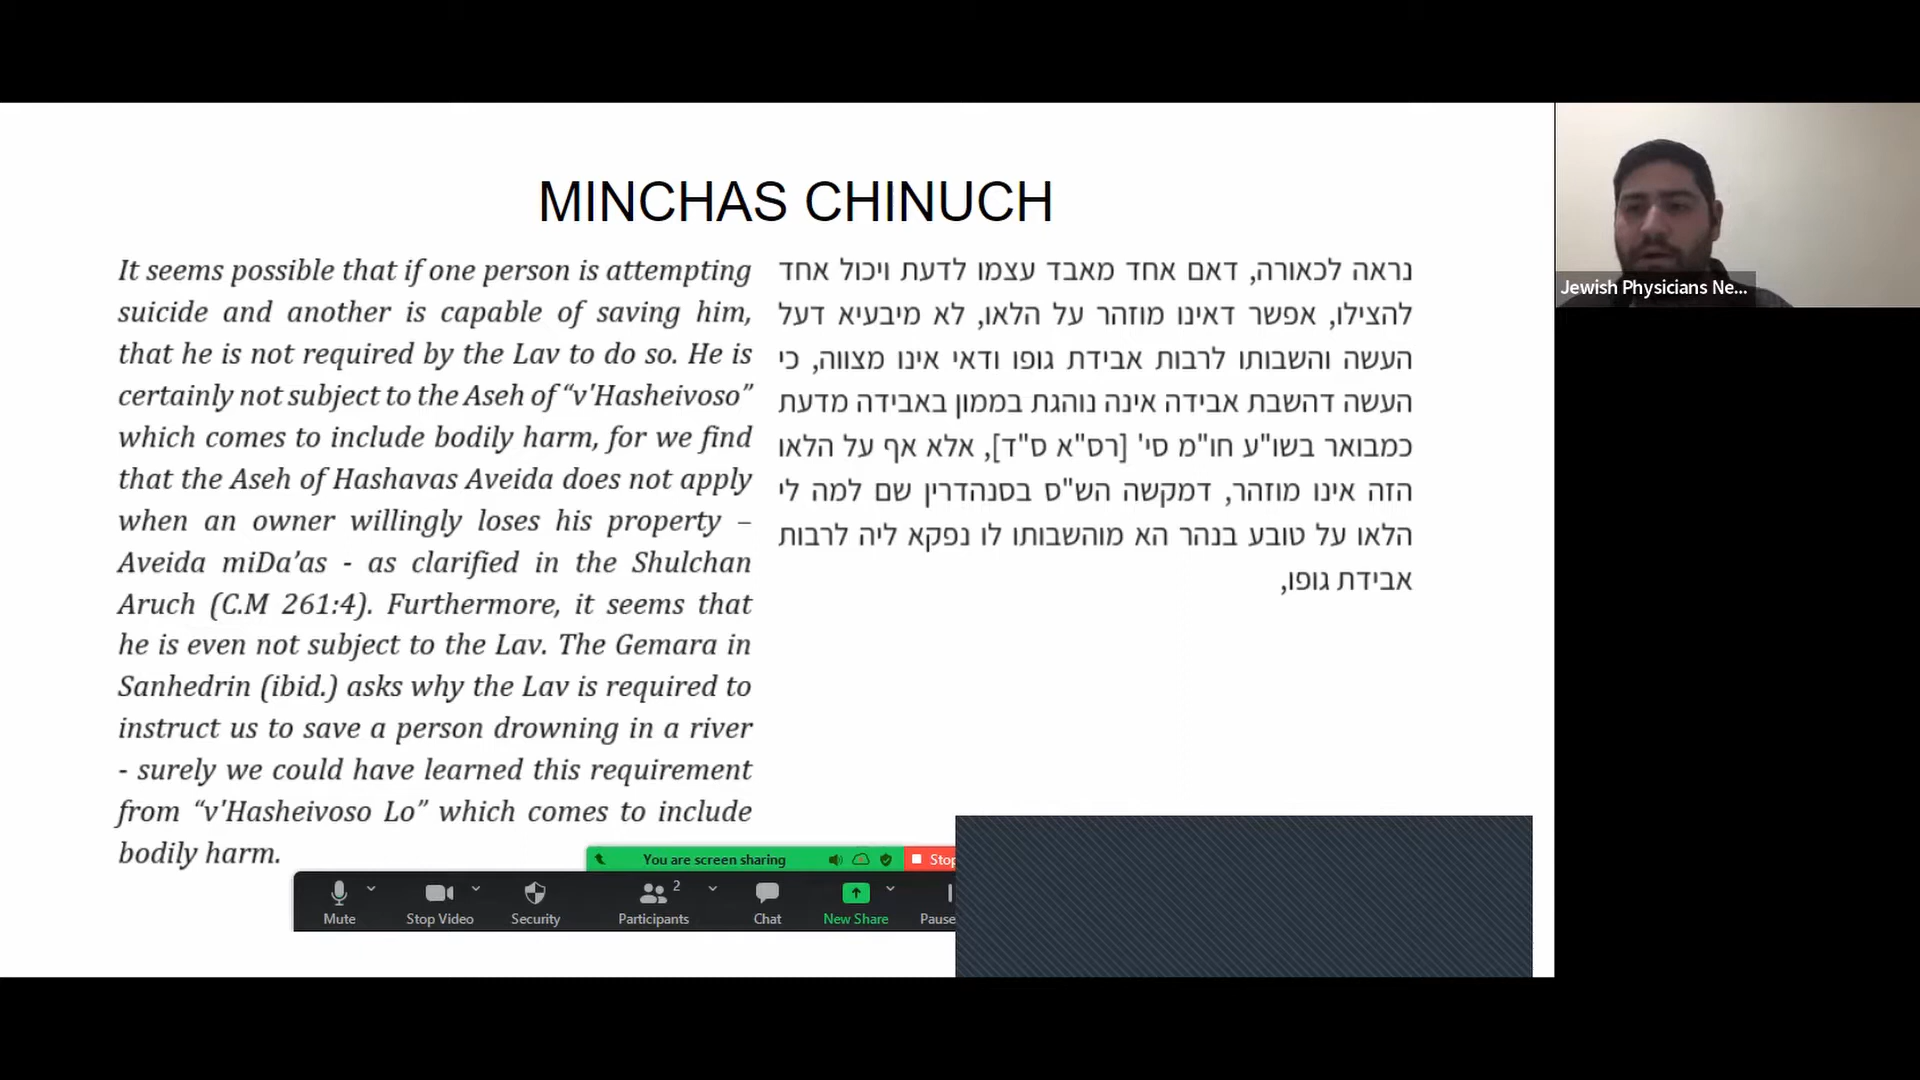 MINCHAS CHINUCH
It seems possible that if one person is attempting
suicide and another is capable of saving him,
that he is not required by the Lav to do so. He is
certainly not subject to the Aseh of “v'Hasheivoso”
which comes to include bodily harm, for we find
that the Aseh of Hashavas Aveida does not apply
when an owner willingly loses his property –
Aveida miDa’as - as clarified in the Shulchan
Aruch (C.M 261:4). Furthermore, it seems that
he is even not subject to the Lav. The Gemara in
Sanhedrin (ibid.) asks why the Lav is required to
instruct us to save a person drowning in a river
- surely we could have learned this requirement
from “v'Hasheivoso Lo” which comes to include
bodily harm.
נראה לכאורה, דאם אחד מאבד עצמו לדעת ויכול אחד
להצילו, אפשר דאינו מוזהר על הלאו, לא מיבעיא דעל
העשה והשבותו לרבות אבידת גופו ודאי אינו מצווה, כי
העשה דהשבת אבידה אינה נוהגת בממון באבידה מדעת
כמבואר בשו"ע חו"מ סי' [רס"א ס"ד], אלא אף על הלאו
הזה אינו מוזהר, דמקשה הש"ס בסנהדרין שם למה לי
הלאו על טובע בנהר הא מוהשבותו לו נפקא ליה לרבות
אבידת גופו,
Jewish Physicians Ne...
You are screen sharing
Stop
Mute
Stop Video
Security
Participants
2
Chat
New Share
Pause